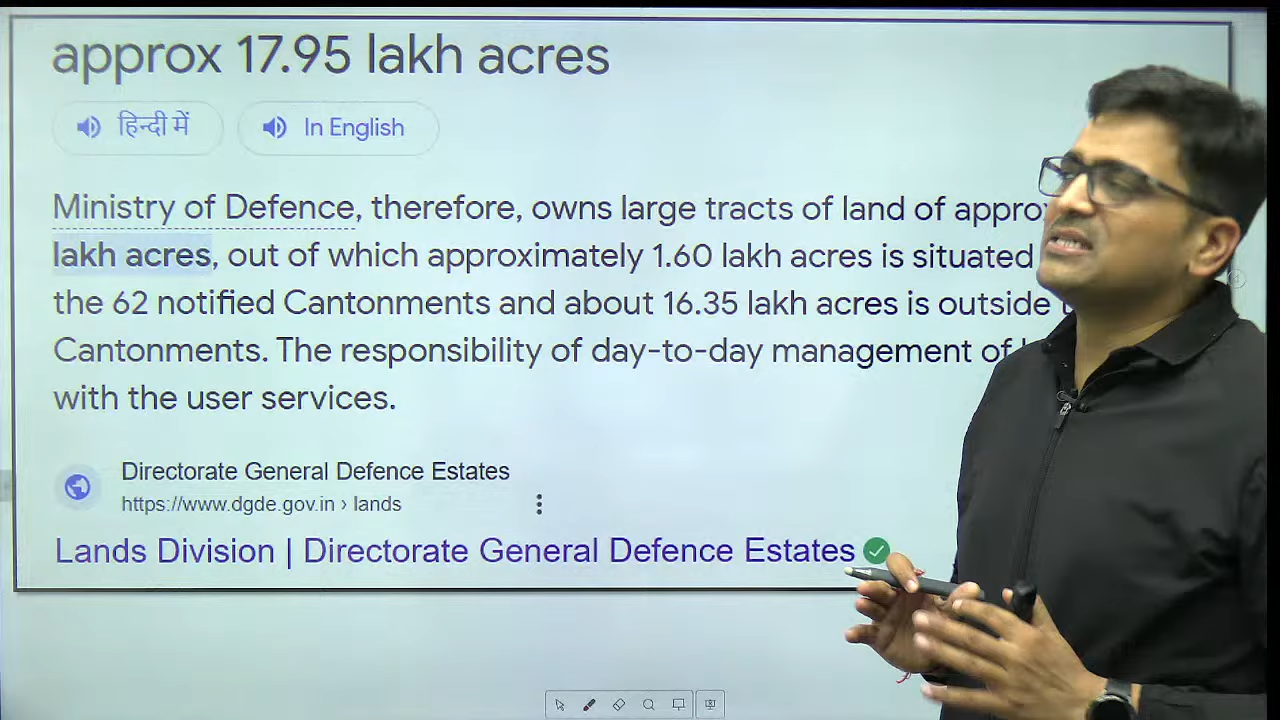 approx 17.95 lakh acres
हिन्दी में In English
Ministry of Defence, therefore, owns large tracts of land of
lakh acres, out of which approximately 1.60 lakh acres is situated
the 62 notified Cantonments and about 16.35 lakh acres is outside
Cantonments. The responsibility of day-to-day management of
with the user services.
Directorate General Defence Estates
https://www.dgde.gov.in › lands
Lands Division | Directorate General Defence Estates